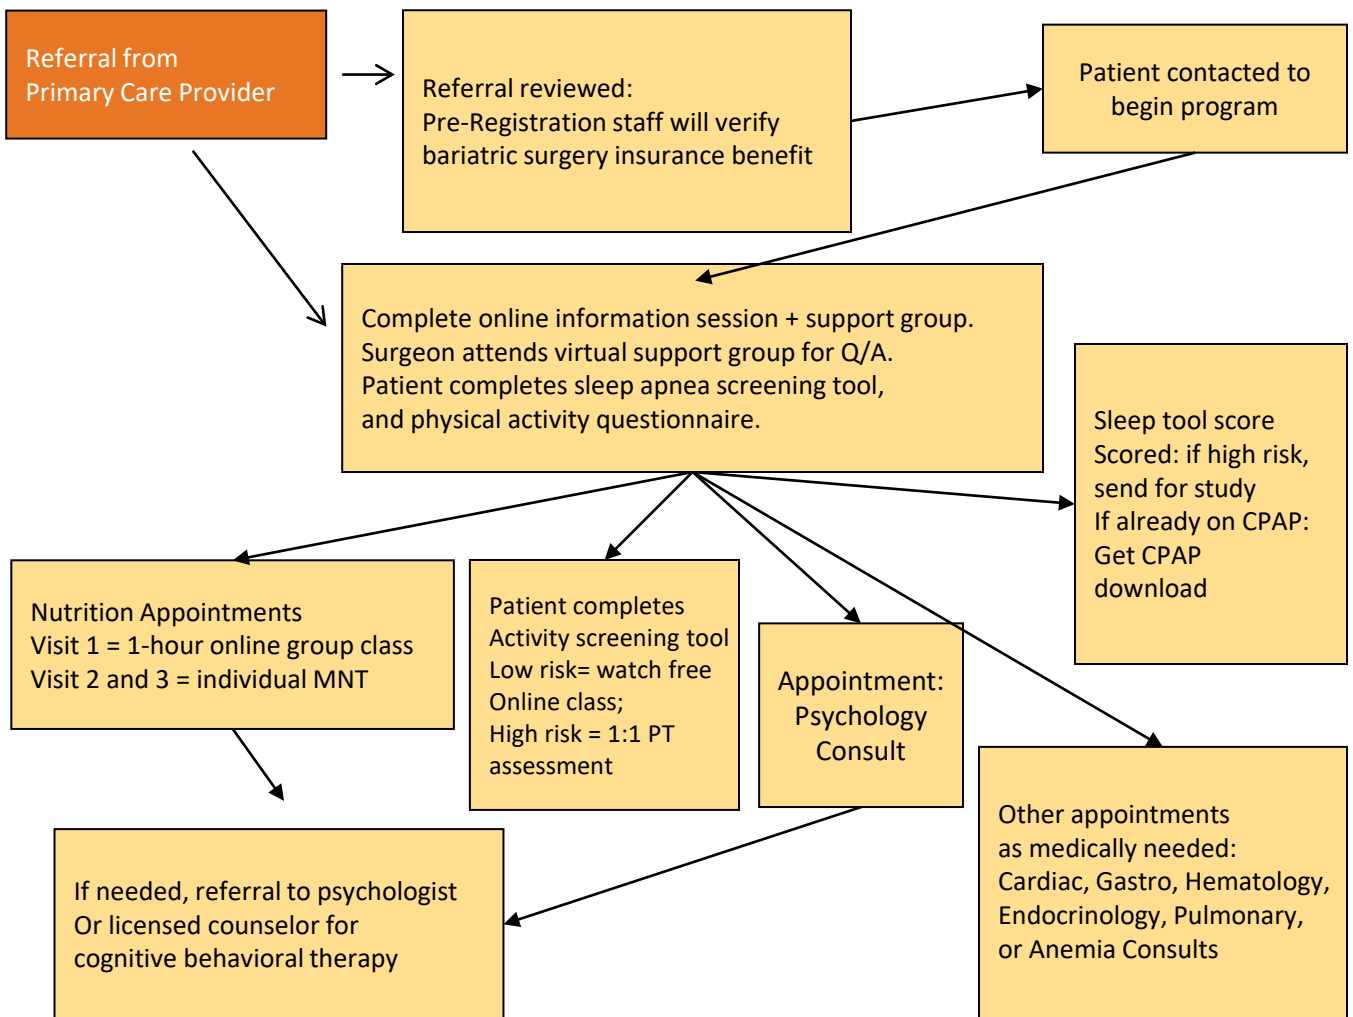 Referral from
Primary Care Provider
Referral reviewed:
Pre-Registration staff will verify
bariatric surgery insurance benefit
Patient contacted to
begin program
Complete online information session + support group.
Surgeon attends virtual support group for Q/A.
Patient completes sleep apnea screening tool,
and physical activity questionnaire.
Sleep tool score
Scored: if high risk,
send for study
If already on CPAP:
Get CPAP
download
Nutrition Appointments
Visit 1 = 1-hour online group class
Visit 2 and 3 = individual MNT
Patient completes
Activity screening tool
Low risk= watch free
Online class;
High risk = 1:1 PT
assessment
Appointment:
Psychology
Consult
Other appointments
as medically needed:
Cardiac, Gastro, Hematology,
Endocrinology, Pulmonary,
or Anemia Consults
If needed, referral to psychologist
Or licensed counselor for
cognitive behavioral therapy